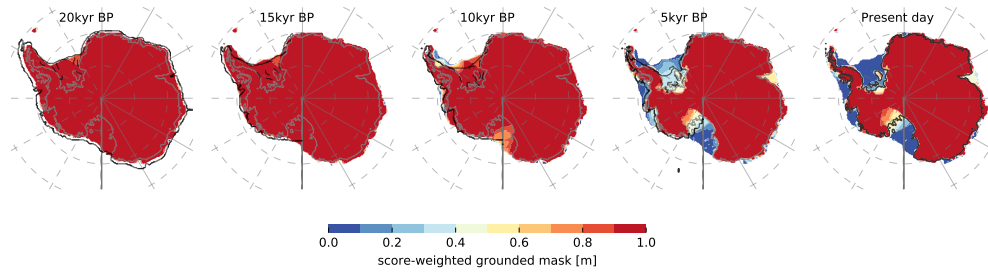 20kyr BP 15kyr BP 10kyr BP 5kyr BP Present day
0.0 0.2 0.4 0.6 0.8 1.0
score-weighted grounded mask [m]